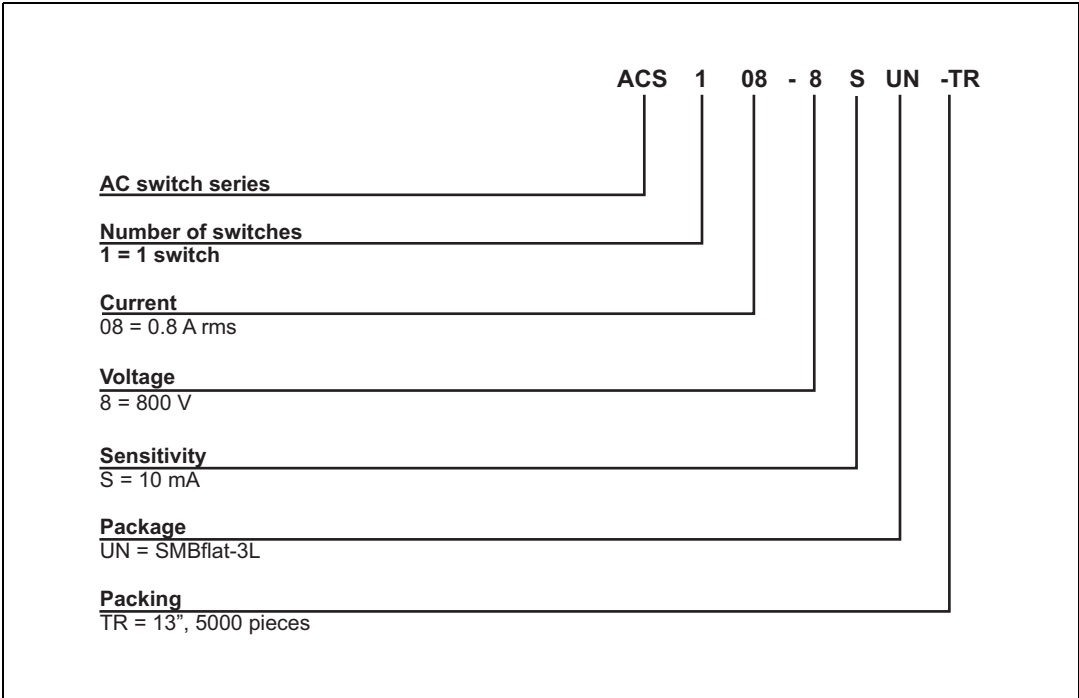 ACS 1 08 - 8 S UN -TR
AC switch series
Number of switches
1 = 1 switch
Current
08 = 0.8 A rms
Voltage
8 = 800 V
Sensitivity
S = 10 mA
Package
UN = SMBflat-3L
Packing
TR = 13”, 5000 pieces